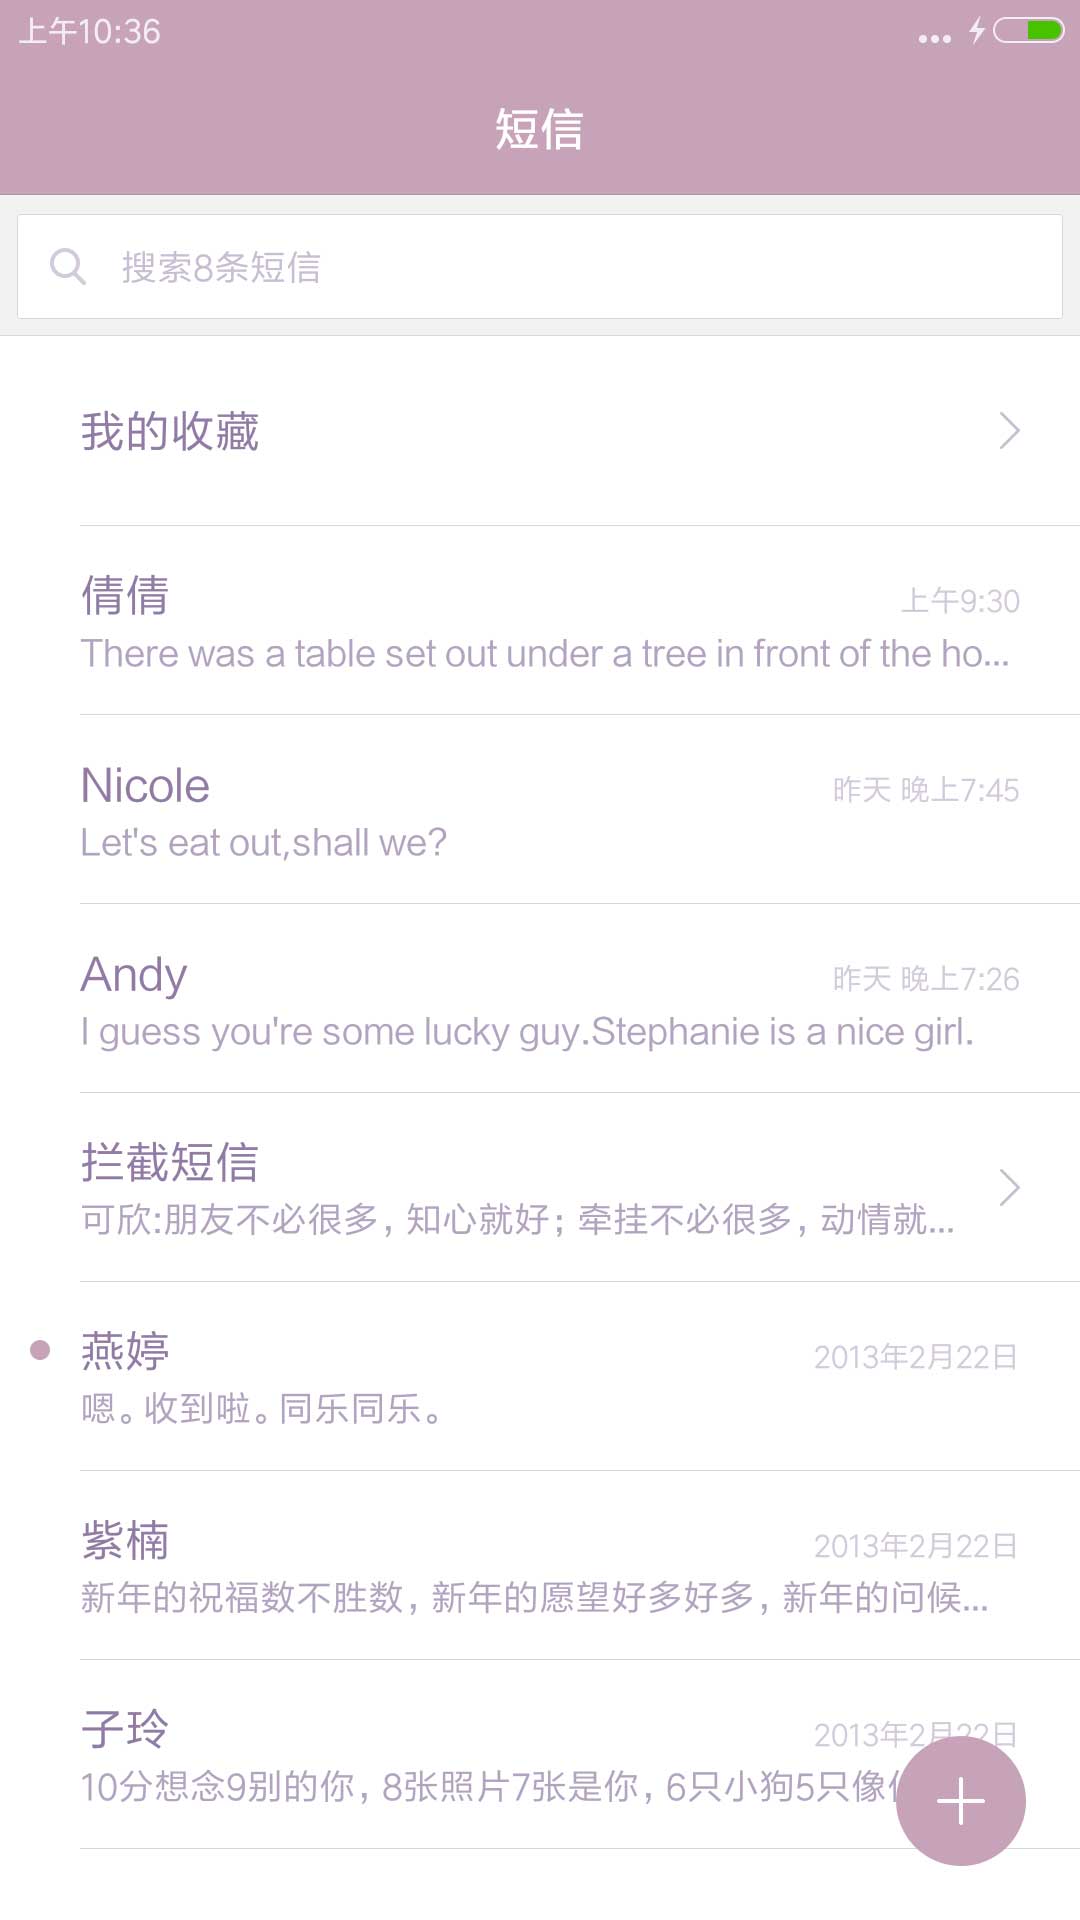 上午10:36
短信
搜索8条短信
我的收藏
倩倩
上午9:30
There was a table set out under a tree in front of the ho...
Nicole
昨天 晚上7:45
Let's eat out,shall we?
Andy
昨天 晚上7:26
I guess you're some lucky guy.Stephanie is a nice girl.
拦截短信
可欣:朋友不必很多，知心就好；牵挂不必很多，动情就...
燕婷
2013年2月22日
嗯。收到啦。同乐同乐。
紫楠
2013年2月22日
新年的祝福数不胜数，新年的愿望好多好多，新年的问候...
子玲
2013年2月22日
10分想念9别的你，8张照片7张是你，6只小狗5只像